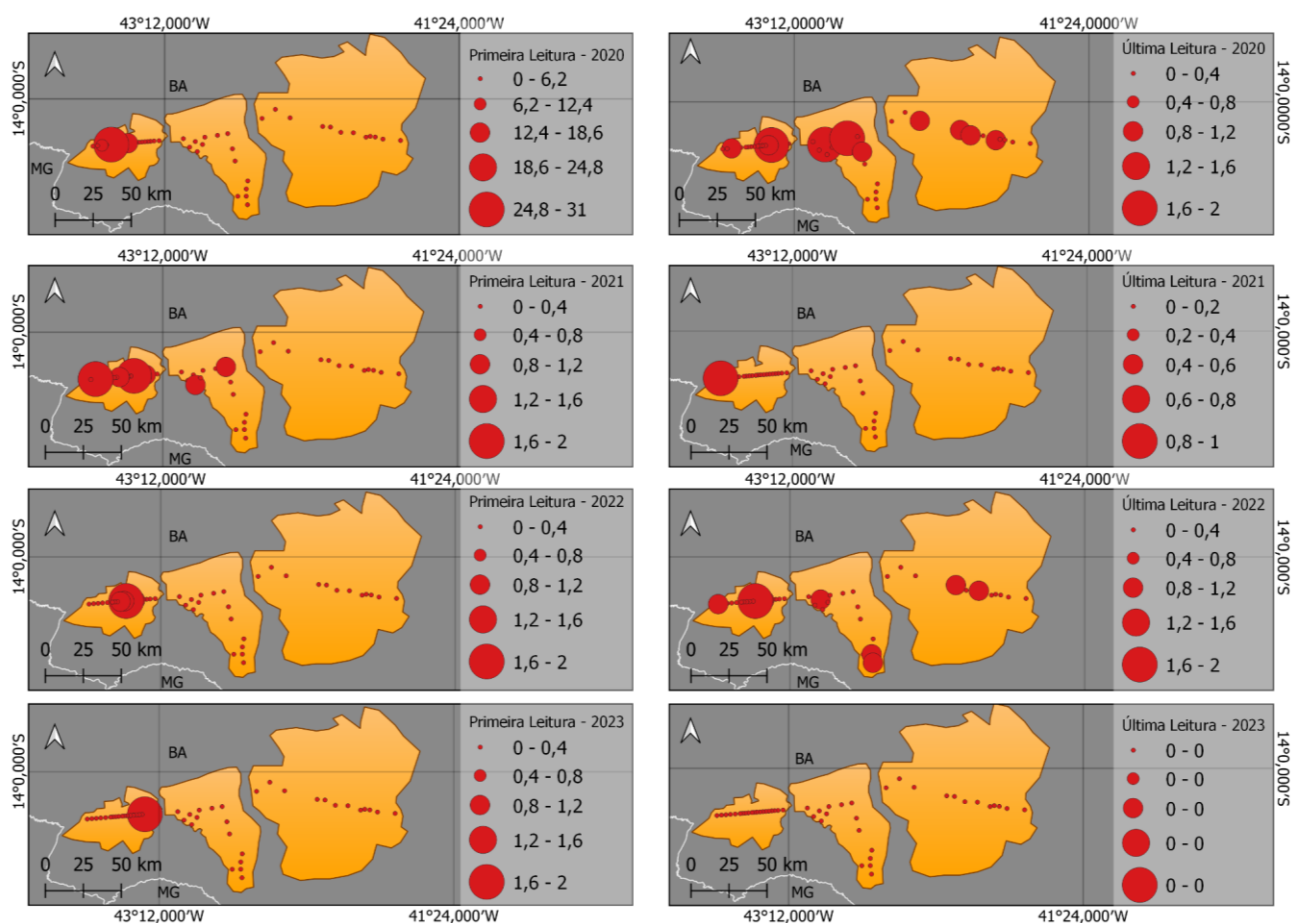 43°12,000'W 41°24,000'W
14°0,000'S
BA
MG
0 25 50 km
Primeira Leitura - 2020
0 - 6,2
6,2 - 12,4
12,4 - 18,6
18,6 - 24,8
24,8 - 31
43°12,000'W 41°24,000'W
14°0,000'S
BA
MG
0 25 50 km
Última Leitura - 2020
0 - 0,4
0,4 - 0,8
0,8 - 1,2
1,2 - 1,6
1,6 - 2
43°12,000'W 41°24,000'W
14°0,000'S
BA
MG
0 25 50 km
Primeira Leitura - 2021
0 - 0,4
0,4 - 0,8
0,8 - 1,2
1,2 - 1,6
1,6 - 2
43°12,000'W 41°24,000'W
14°0,000'S
BA
MG
0 25 50 km
Última Leitura - 2021
0 - 0,2
0,2 - 0,4
0,4 - 0,6
0,6 - 0,8
0,8 - 1
43°12,000'W 41°24,000'W
14°0,000'S
BA
MG
0 25 50 km
Primeira Leitura - 2022
0 - 0,4
0,4 - 0,8
0,8 - 1,2
1,2 - 1,6
1,6 - 2
43°12,000'W 41°24,000'W
14°0,000'S
BA
MG
0 25 50 km
Última Leitura - 2022
0 - 0,4
0,4 - 0,8
0,8 - 1,2
1,2 - 1,6
1,6 - 2
14°0,000'S
BA
MG
0 25 50 km
Primeira Leitura - 2023
0 - 0,4
0,4 - 0,8
0,8 - 1,2
1,2 - 1,6
1,6 - 2
43°12,000'W 41°24,000'W
14°0,000'S
BA
MG
0 25 50 km
Última Leitura - 2023
0 - 0
0 - 0
0 - 0
0 - 0
0 - 0
43°12,000'W 41°24,000'W